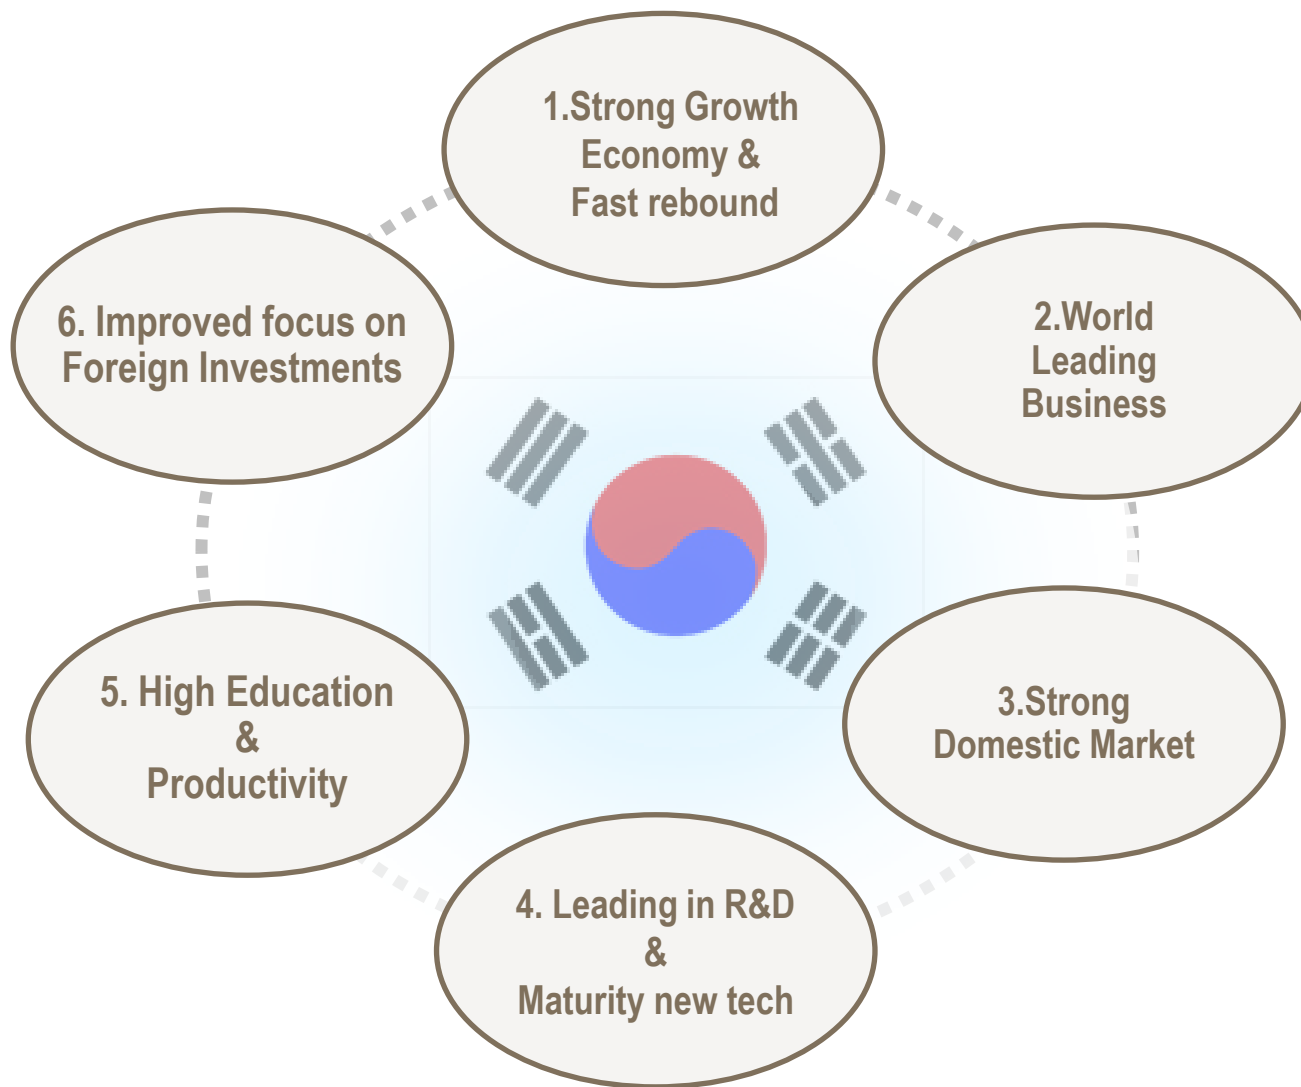 1.Strong Growth
Economy &
Fast rebound
2.World
Leading
Business
3.Strong
Domestic Market
4. Leading in R&D
&
Maturity new tech
5. High Education
&
Productivity
6. Improved focus on
Foreign Investments